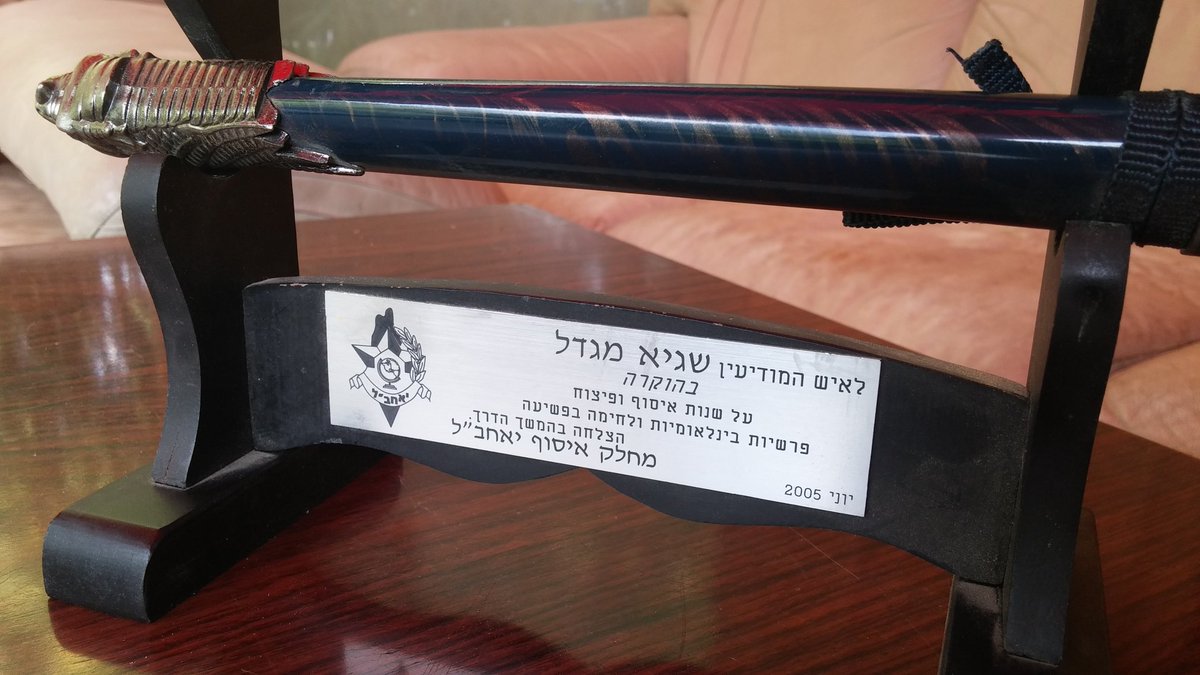 לאיש המודיעין שגיא מגדל
בהוקרה
על שנות איסוף ופיצוח
פרשיות בינלאומיות ולחימה בפשיעה
הצלחה בהמשך הדרך,
מחלק איסוף יאחב״ל
יוני 2005
יאחב״ל